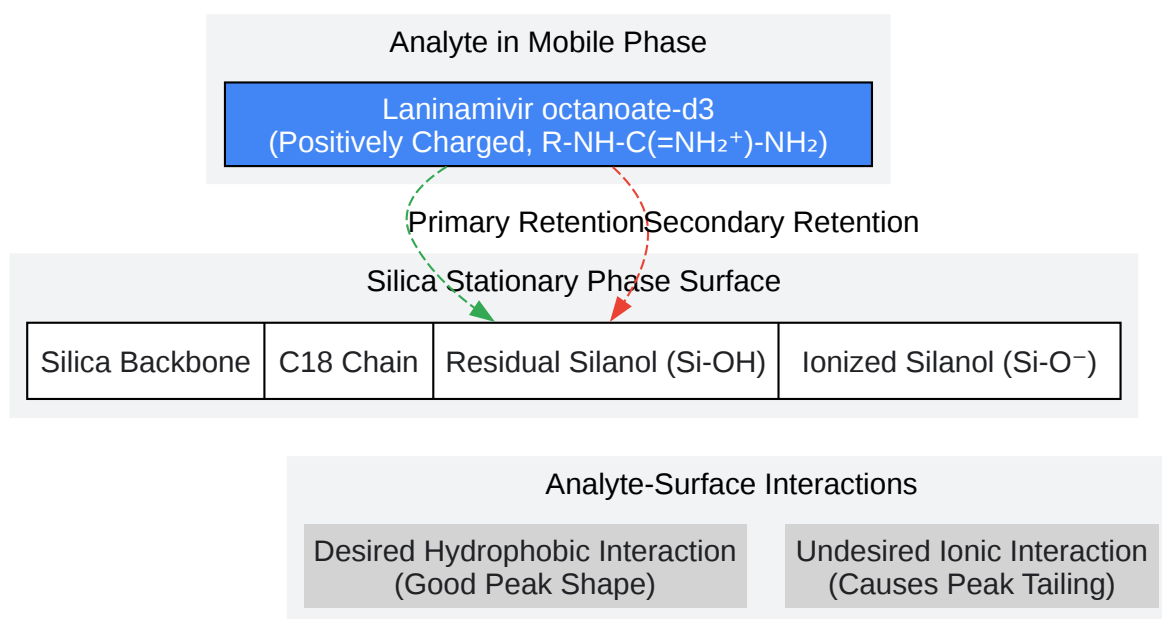 Analyte in Mobile Phase
Laninamivir octanoate-d3
(Positively Charged, R-NH-C(=NH₂⁺)-NH₂)
Primary Retention
Secondary Retention
Silica Stationary Phase Surface
Silica Backbone
C18 Chain
Residual Silanol (Si-OH)
Ionized Silanol (Si-O⁻)
Analyte-Surface Interactions
Desired Hydrophobic Interaction
(Good Peak Shape)
Undesired Ionic Interaction
(Causes Peak Tailing)